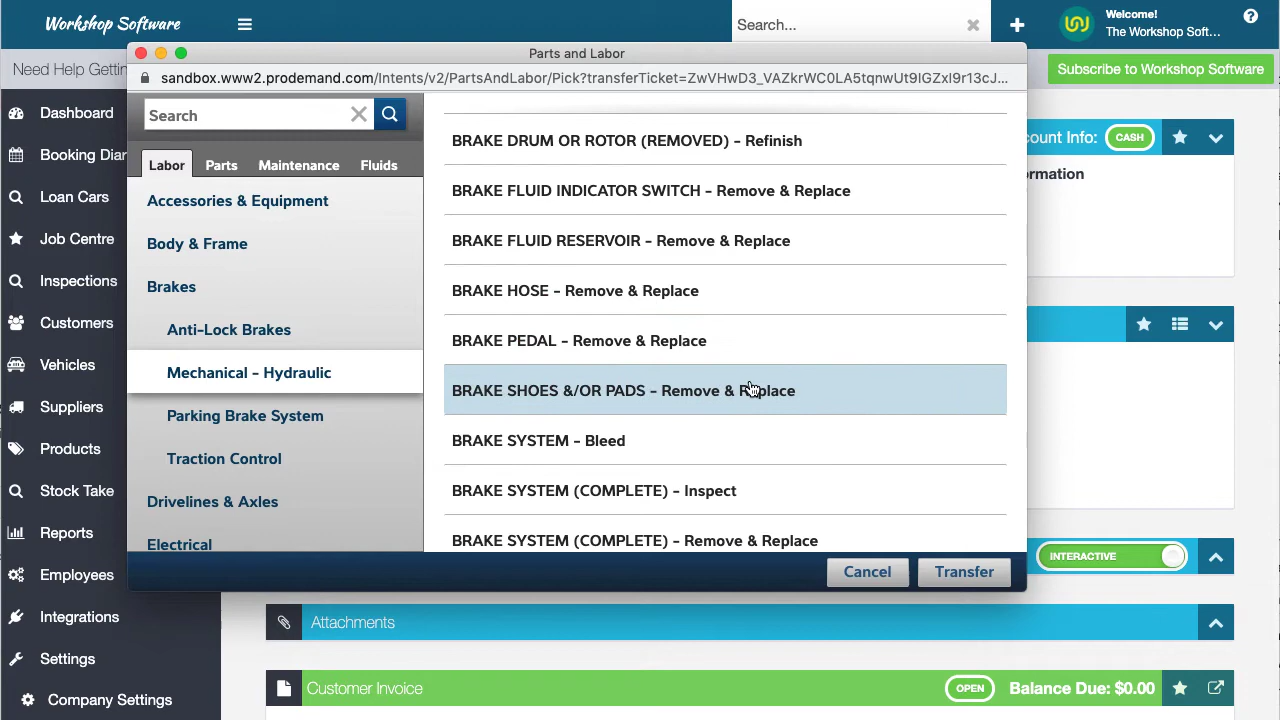 Workshop Software
Search...
Welcome!
The Workshop Soft...
Need Help Gettin
Subscribe to Workshop Software
Parts and Labor
sandbox.www2.prodemand.com/Intents/v2/PartsAndLabor/Pick?transferTicket=ZwVHwD3_VAZkrWC0LA5tqnwUt9lGZxI9r13cJ...
Search
Labor
Parts
Maintenance
Fluids
Accessories & Equipment
Body & Frame
Brakes
Anti-Lock Brakes
Mechanical - Hydraulic
Parking Brake System
Traction Control
Drivelines & Axles
Electrical
BRAKE DRUM OR ROTOR (REMOVED) - Refinish
BRAKE FLUID INDICATOR SWITCH - Remove & Replace
BRAKE FLUID RESERVOIR - Remove & Replace
BRAKE HOSE - Remove & Replace
BRAKE PEDAL - Remove & Replace
BRAKE SHOES &/OR PADS - Remove & Replace
BRAKE SYSTEM - Bleed
BRAKE SYSTEM (COMPLETE) - Inspect
BRAKE SYSTEM (COMPLETE) - Remove & Replace
Cancel
Transfer
Dashboard
Booking Diar
Loan Cars
Job Centre
Inspections
Customers
Vehicles
Suppliers
Products
Stock Take
Reports
Employees
Integrations
Settings
Company Settings
count Info:
CASH
rmation
INTERACTIVE
Attachments
Customer Invoice
OPEN
Balance Due: $0.00